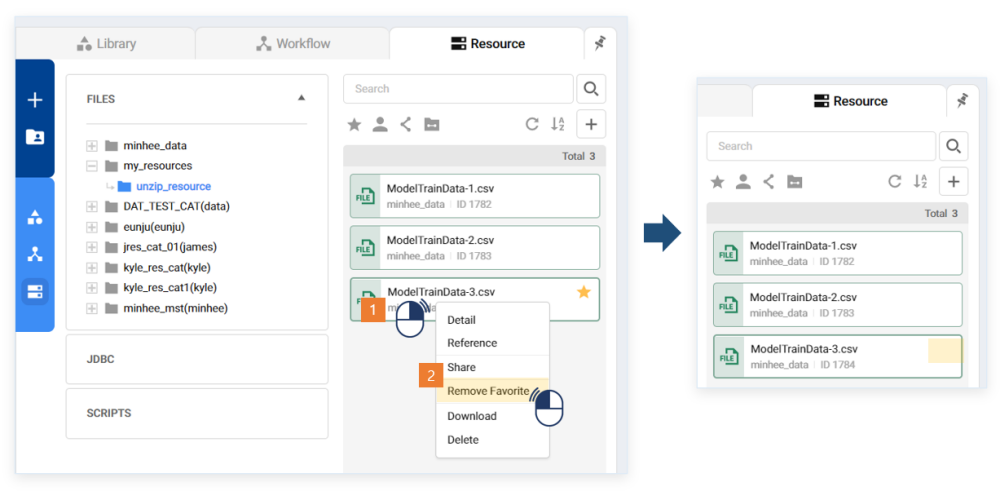 Library
Workflow
Resource
FILES
minhee_data
my_resources
unzip_resource
DAT_TEST_CAT(data)
eunju(eunju)
jres_cat_01(james)
kyle_res_cat(kyle)
kyle_res_cat1(kyle)
minhee_mst(minhee)
JDBC
SCRIPTS
Search
Total 3
FILE
ModelTrainData-1.csv
minhee_data ID 1782
FILE
ModelTrainData-2.csv
minhee_data ID 1783
ModelTrainData-3.csv
1
Detail
Reference
Share
2
Remove Favorite
Download
Delete
Resource
Search
Total 3
FILE
ModelTrainData-1.csv
minhee_data ID 1782
FILE
ModelTrainData-2.csv
minhee_data ID 1783
FILE
ModelTrainData-3.csv
minhee_data ID 1784